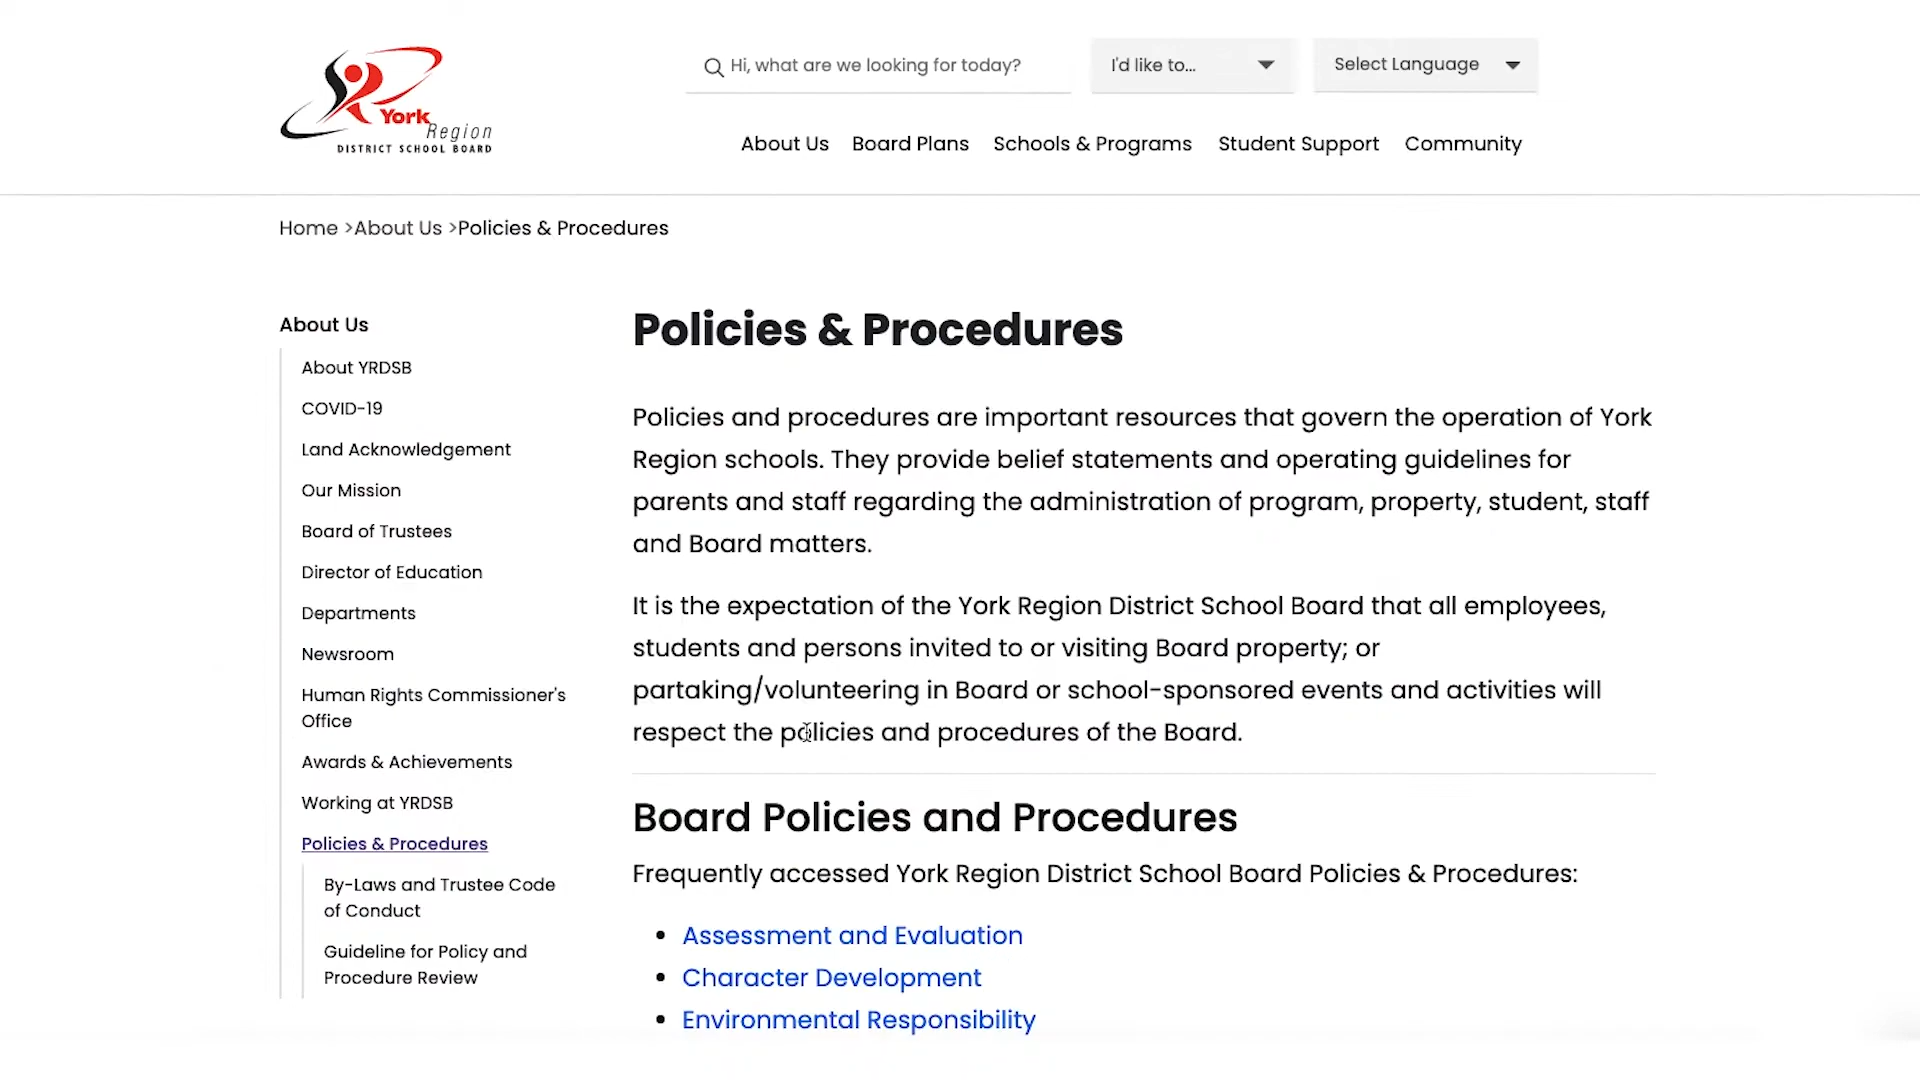 York
Region
DISTRICT SCHOOL BOARD
Hi, what are we looking for today?
I'd like to...
Select Language
About Us
Board Plans
Schools & Programs
Student Support
Community
Home >About Us >Policies & Procedures
About Us
About YRDSB
COVID-19
Land Acknowledgement
Our Mission
Board of Trustees
Director of Education
Departments
Newsroom
Human Rights Commissioner's
Office
Awards & Achievements
Working at YRDSB
Policies & Procedures
By-Laws and Trustee Code
of Conduct
Guideline for Policy and
Procedure Review
Policies & Procedures
Policies and procedures are important resources that govern the operation of York
Region schools. They provide belief statements and operating guidelines for
parents and staff regarding the administration of program, property, student, staff
and Board matters.
It is the expectation of the York Region District School Board that all employees,
students and persons invited to or visiting Board property; or
partaking/volunteering in Board or school-sponsored events and activities will
respect the policies and procedures of the Board.
Board Policies and Procedures
Frequently accessed York Region District School Board Policies & Procedures:
• Assessment and Evaluation
• Character Development
• Environmental Responsibility